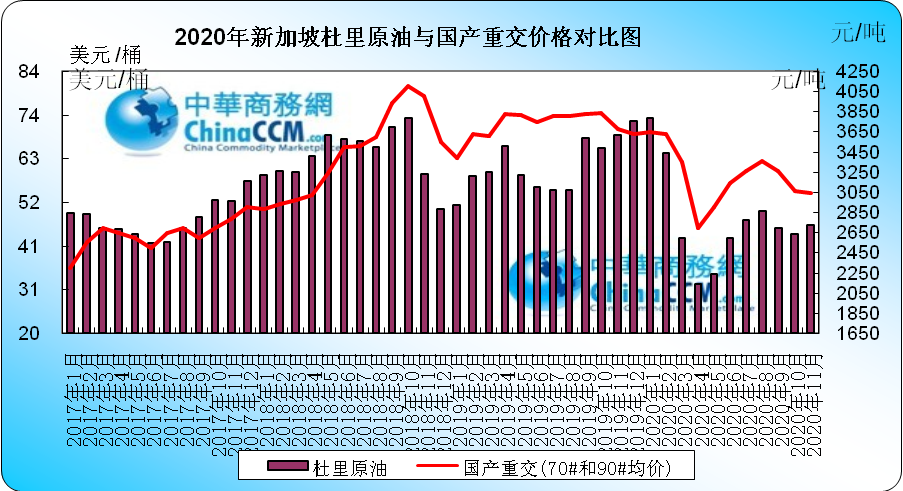 2020年新加坡杜里原油与国产重交价格对比图
元/吨
美元/桶
美元/桶
元/吨
84
74
63
52
41
31
20
4250
4050
3850
3650
3450
3250
3050
2850
2650
2450
2250
2050
1850
1650
中華商務網
ChinaCCM.com
China Commodity Marketplace
中華商務網
ChinaCCM.com
China Commodity Marketplace
2017年1月
2017年2月
2017年3月
2017年4月
2017年5月
2017年6月
2017年7月
2017年8月
2017年9月
2017年10月
2017年11月
2017年12月
2018年1月
2018年2月
2018年3月
2018年4月
2018年5月
2018年6月
2018年7月
2018年8月
2018年9月
2018年10月
2018年11月
2018年12月
2019年1月
2019年2月
2019年3月
2019年4月
2019年5月
2019年6月
2019年7月
2019年8月
2019年9月
2019年10月
2019年11月
2019年12月
2020年1月
2020年2月
2020年3月
2020年4月
2020年5月
2020年6月
2020年7月
2020年8月
2020年9月
2020年10月
2020年11月
杜里原油
国产重交(70#和90#均价)